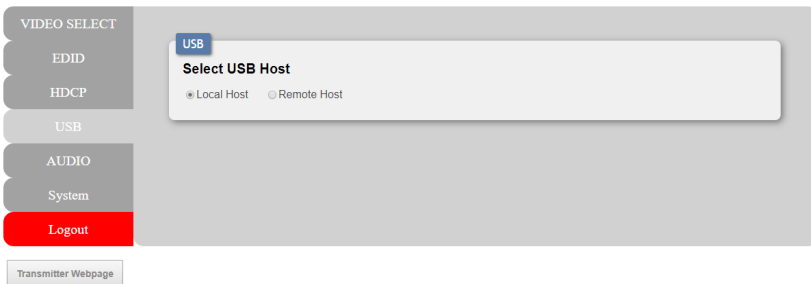 VIDEO SELECT
EDID
HDCP
USB
AUDIO
System
Logout
Transmitter Webpage
USB
Select USB Host
Local Host Remote Host